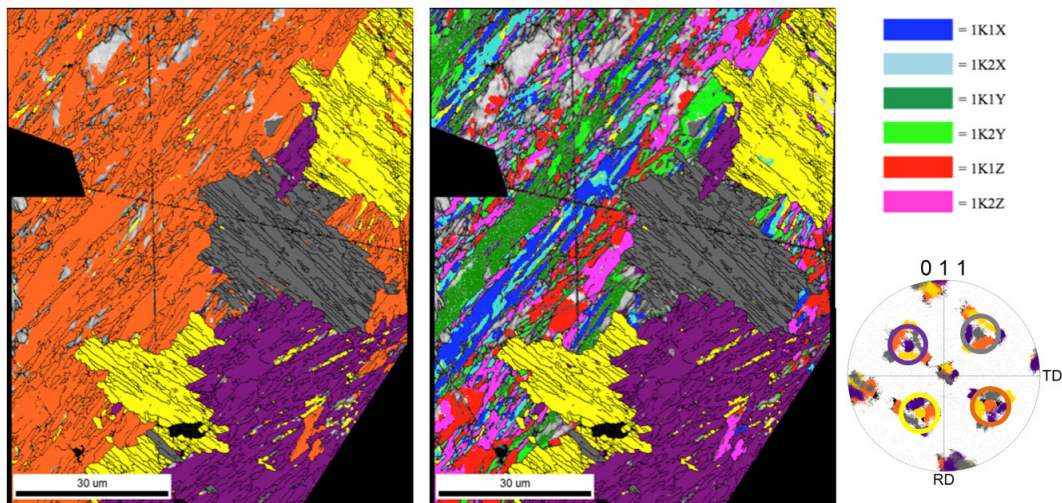 = 1K1X
= 1K2X
= 1K1Y
= 1K2Y
= 1K1Z
= 1K2Z
0 1 1
TD
RD
30 um
30 um